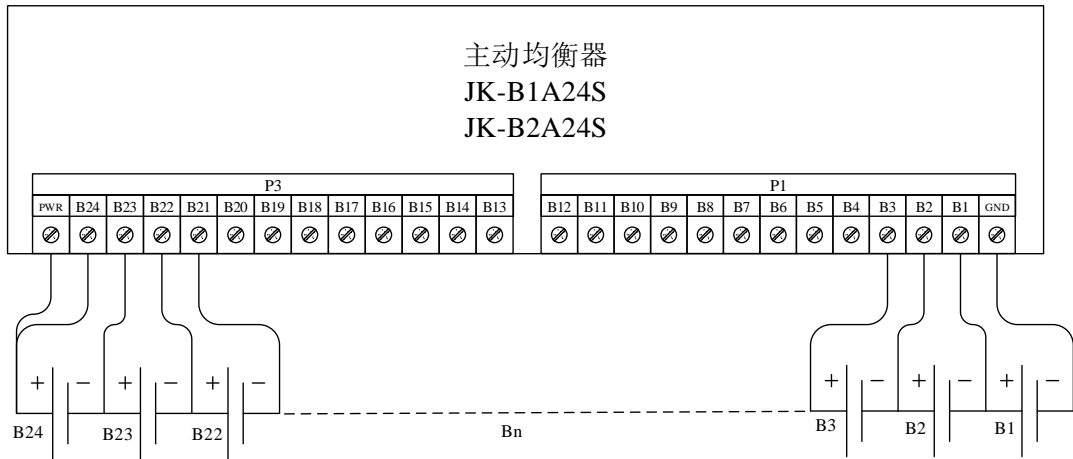 主动均衡器
JK-B1A24S
JK-B2A24S
P3 P1
PWR B24 B23 B22 B21 B20 B19 B18 B17 B16 B15 B14 B13 B12 B11 B10 B9 B8 B7 B6 B5 B4 B3 B2 B1 GND
+ − + − + − + − + − + −
B24 B23 B22 Bn B3 B2 B1